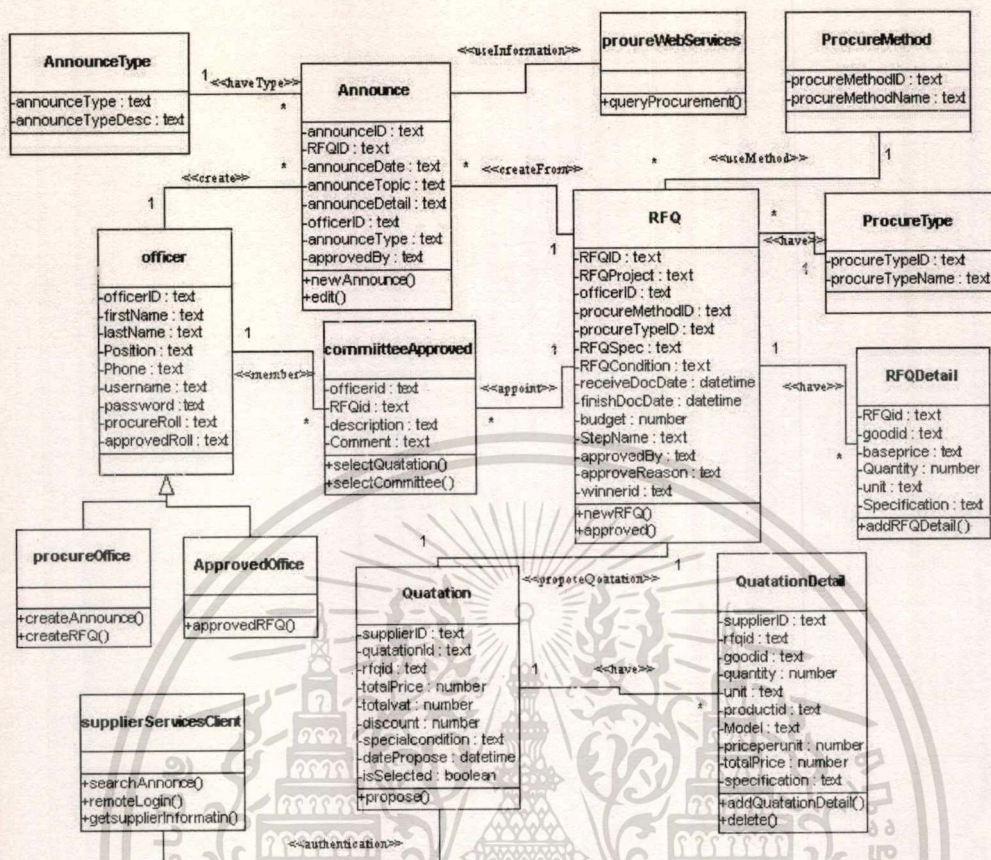 AnnounceType
-announceType : text
-announceTypeDesc : text
1
<<haveType>>
*
Announce
-announceID : text
-RFQID : text
-announceDate : text
-announceTopic : text
-announceDetail : text
-officerID : text
-announceType : text
-approvedBy : text
+newAnnounce()
+edit()
<<useInformation>>
proureWebServices
+queryProcurement()
ProcureMethod
-procureMethodID : text
-procureMethodName : text
1
<<useMethod>>
*
<<create>>
*
1
*
<<createFrom>>
1
RFQ
-RFQID : text
-RFQProject : text
-officerID : text
-procureMethodID : text
-procureTypeID : text
-RFQSpec : text
-RFQCondition : text
-receiveDocDate : datetime
-finishDocDate : datetime
-budget : number
-StepName : text
-approvedBy : text
-approveReason : text
-winnerid : text
+newRFQ()
+approved()
*
<<have>>
1
ProcureType
-procureTypeID : text
-procureTypeName : text
officer
-officerID : text
-firstName : text
-lastName : text
-Position : text
-Phone : text
-username : text
-password : text
-procureRoll : text
-approvedRoll : text
1
<<member>>
*
commiitteeApproved
-officerid : text
-RFQid : text
-description : text
-Comment : text
+selectQuatation()
+selectCommittee()
1
<<appoint>>
*
1
<<have>>
*
RFQDetail
-RFQid : text
-goodid : text
-baseprice : text
-Quantity : number
-unit : text
-Specification : text
+addRFQDetail()
procureOffice
+createAnnounce()
+createRFQ()
ApprovedOffice
+approvedRFQ()
1
<<propoteQoatation>>
1
Quatation
-supplierID : text
-quatationId : text
-rfqid : text
-totalPrice : number
-totalvat : number
-discount : number
-specialcondition : text
-datePropose : datetime
-isSelected : boolean
+propose()
1
<<have>>
*
QuatationDetail
-supplierID : text
-rfqid : text
-goodid : text
-quantity : number
-unit : text
-productid : text
-Model : text
-priceperunit : number
-totalPrice : number
-specification : text
+addQuatationDetail()
+delete()
supplierServicesClient
+searchAnnonce()
+remoteLogin()
+getsupplierInformatin()
<<authentication>>